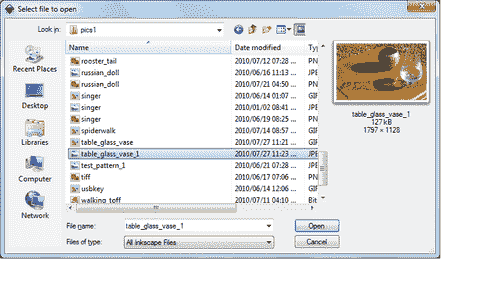 Select file to open
Look in: pics1
Name Date modified Ty
rooster_tail 2010/07/12 07:28 ... PN
russian_doll 2010/06/16 11:13 ... JPE
russian_doll 2010/07/21 04:50 ... PN
singer 2010/06/14 01:07 ... GIF
singer 2010/01/02 08:41 ... JPE
singer 2010/06/19 08:25 ... PN
spiderwalk 2010/07/14 08:57 ... GIF
table_glass_vase 2010/07/27 11:21 ... GIF
table_glass_vase_1 2010/07/27 11:23 ... JPE
test_pattern_1 2010/06/21 07:28 ... JPE
tiff 2010/06/17 07:06 ... PN
usbkey 2010/06/14 12:06 ... GIF
walking_toff 2010/07/11 04:10 ... Bit
Recent Places
Desktop
Libraries
Computer
Network
table_glass_vase_1
127 kB
1797 × 1128
File name: table_glass_vase_1 Open
Files of type: All Inkscape Files Cancel